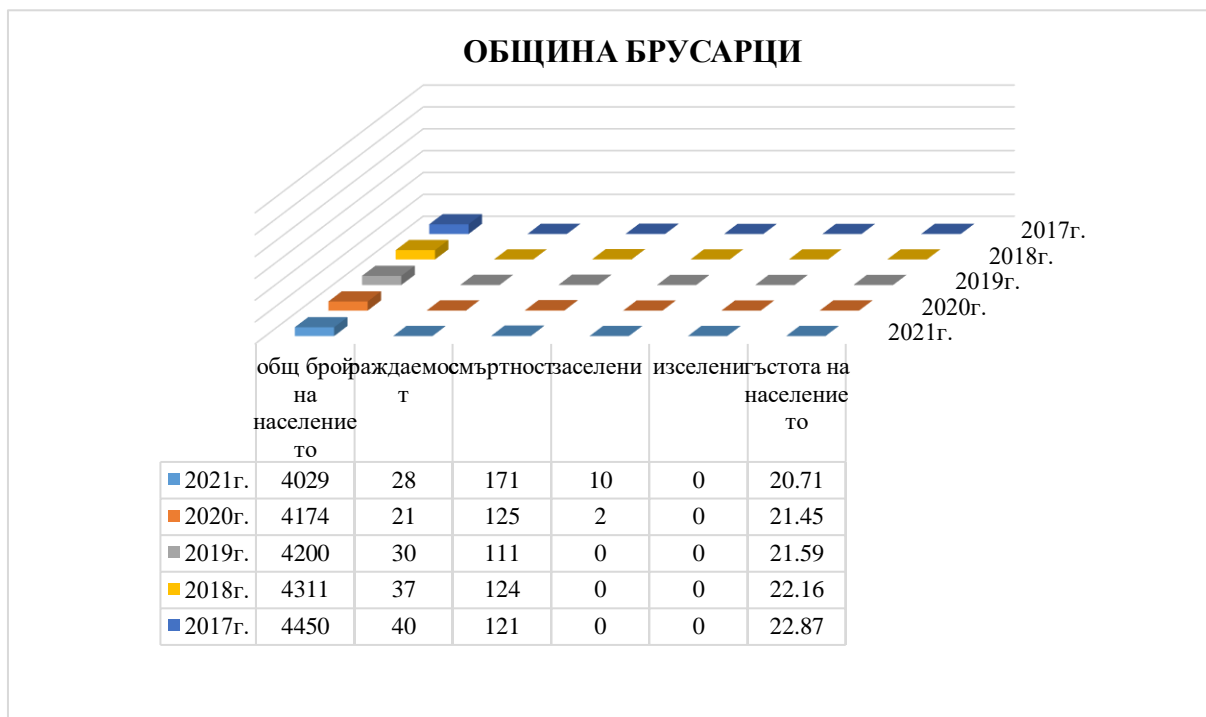 ОБЩИНА БРУСАРЦИ
2017г.
2018г.
2019г.
2020г.
2021г.
общ брой раждаемос смъртност заселени изселени гъстота на
на т население
население то
то
2021г. 4029 28 171 10 0 20.71
2020г. 4174 21 125 2 0 21.45
2019г. 4200 30 111 0 0 21.59
2018г. 4311 37 124 0 0 22.16
2017г. 4450 40 121 0 0 22.87